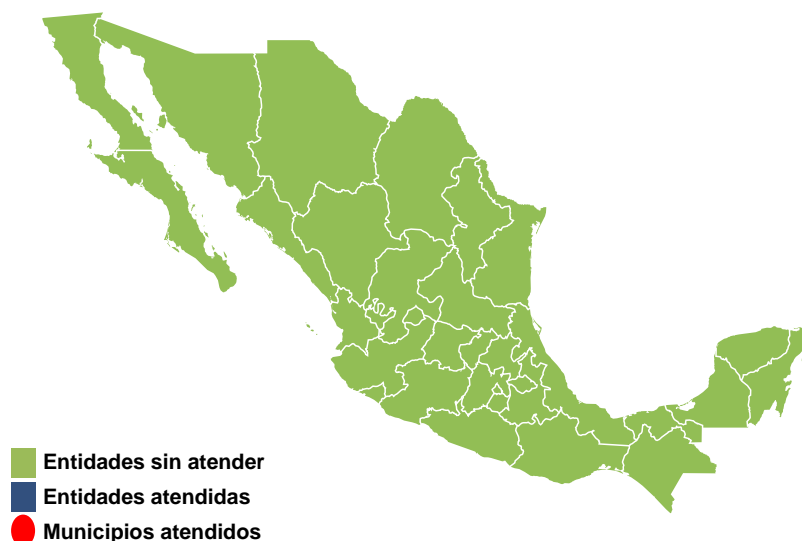 Entidades sin atender
Entidades atendidas
Municipios atendidos